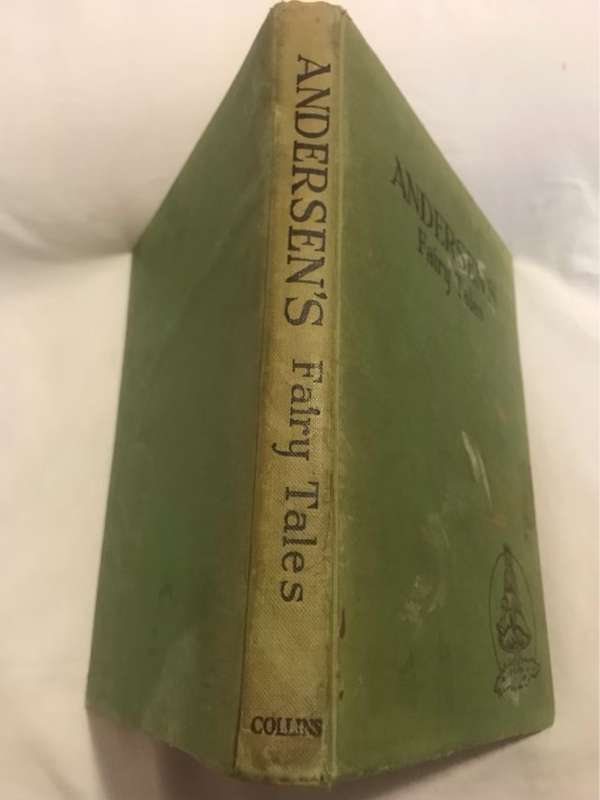 ANDERSEN'S Fairy Tales
COLLINS
ANDERSEN'S
Fairy Tales